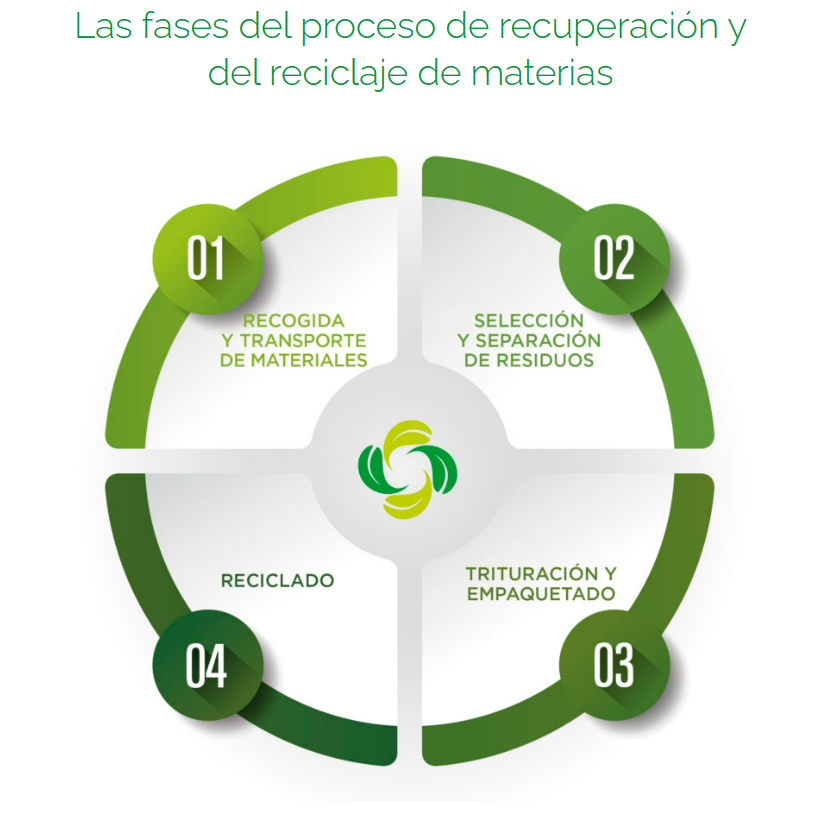 Las fases del proceso de recuperación y
del reciclaje de materias
01
RECOGIDA
Y TRANSPORTE
DE MATERIALES
02
SELECCIÓN
Y SEPARACIÓN
DE RESIDUOS
03
TRITURACIÓN Y
EMPAQUETADO
04
RECICLADO